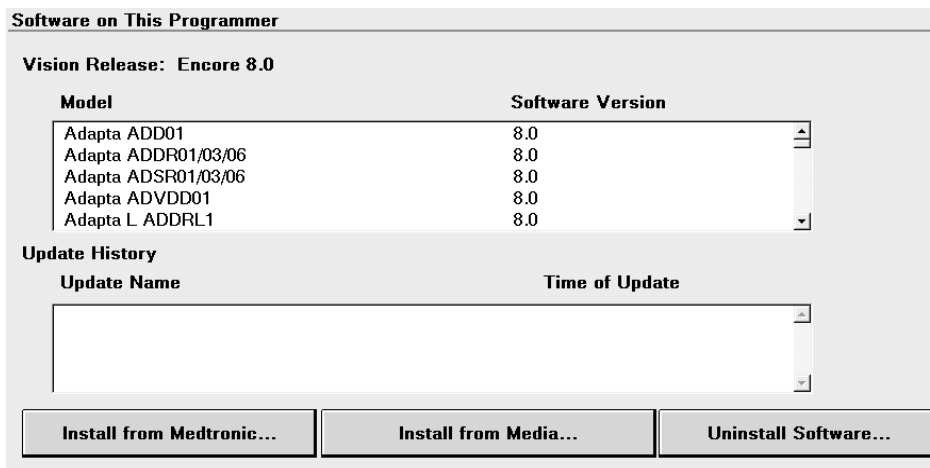 Software on This Programmer
Vision Release: Encore 8.0
Model Software Version
Adapta ADD01 8.0
Adapta ADDR01/03/06 8.0
Adapta ADSR01/03/06 8.0
Adapta ADVDD01 8.0
Adapta L ADDRL1 8.0
Update History
Update Name Time of Update
Install from Medtronic... Install from Media... Uninstall Software...